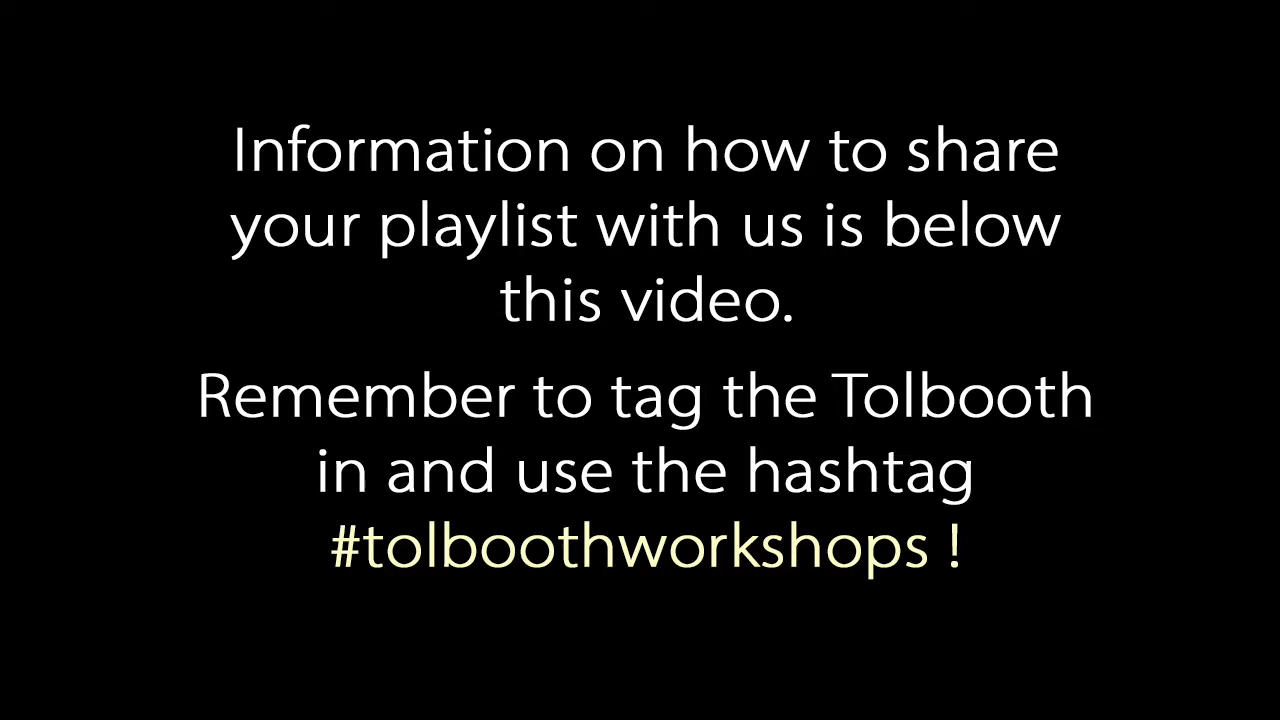 Information on how to share
your playlist with us is below
this video.
Remember to tag the Tolbooth
in and use the hashtag
#tolboothworkshops !